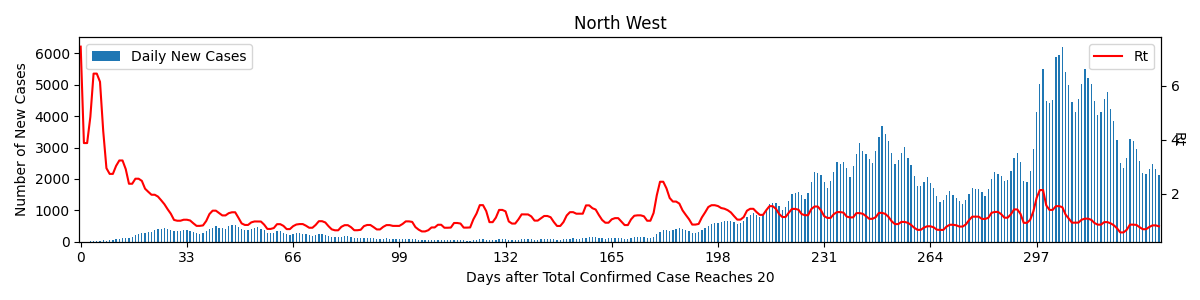 North West
Daily New Cases
Rt
Number of New Cases
6000
5000
4000
3000
2000
1000
0
6
4
2
Rt
0 33 66 99 132 165 198 231 264 297
Days after Total Confirmed Case Reaches 20